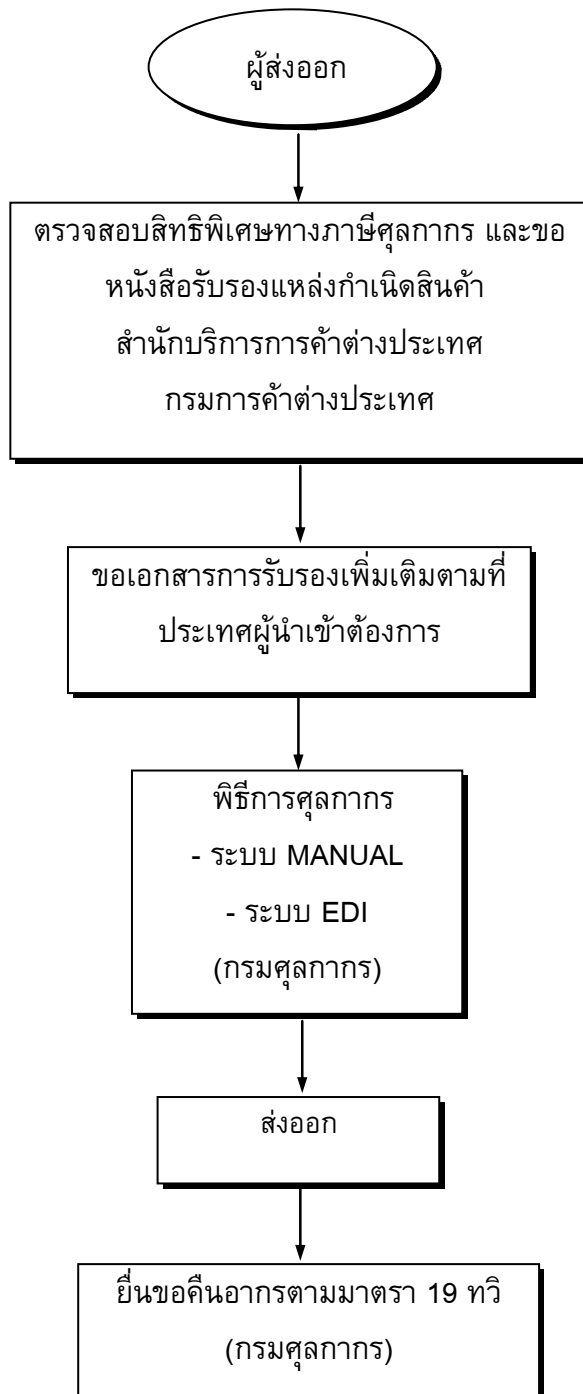 ผู้ส่งออก
ตรวจสอบสิทธิพิเศษทางภาษีศุลกากร และขอ
หนังสือรับรองแหล่งกำเนิดสินค้า
สำนักบริการการค้าต่างประเทศ
กรมการค้าต่างประเทศ
ขอเอกสารการรับรองเพิ่มเติมตามที่
ประเทศผู้นำเข้าต้องการ
พิธีการศุลกากร
- ระบบ MANUAL
- ระบบ EDI
(กรมศุลกากร)
ส่งออก
ยื่นขอคืนอากรตามมาตรา 19 ทวิ
(กรมศุลกากร)